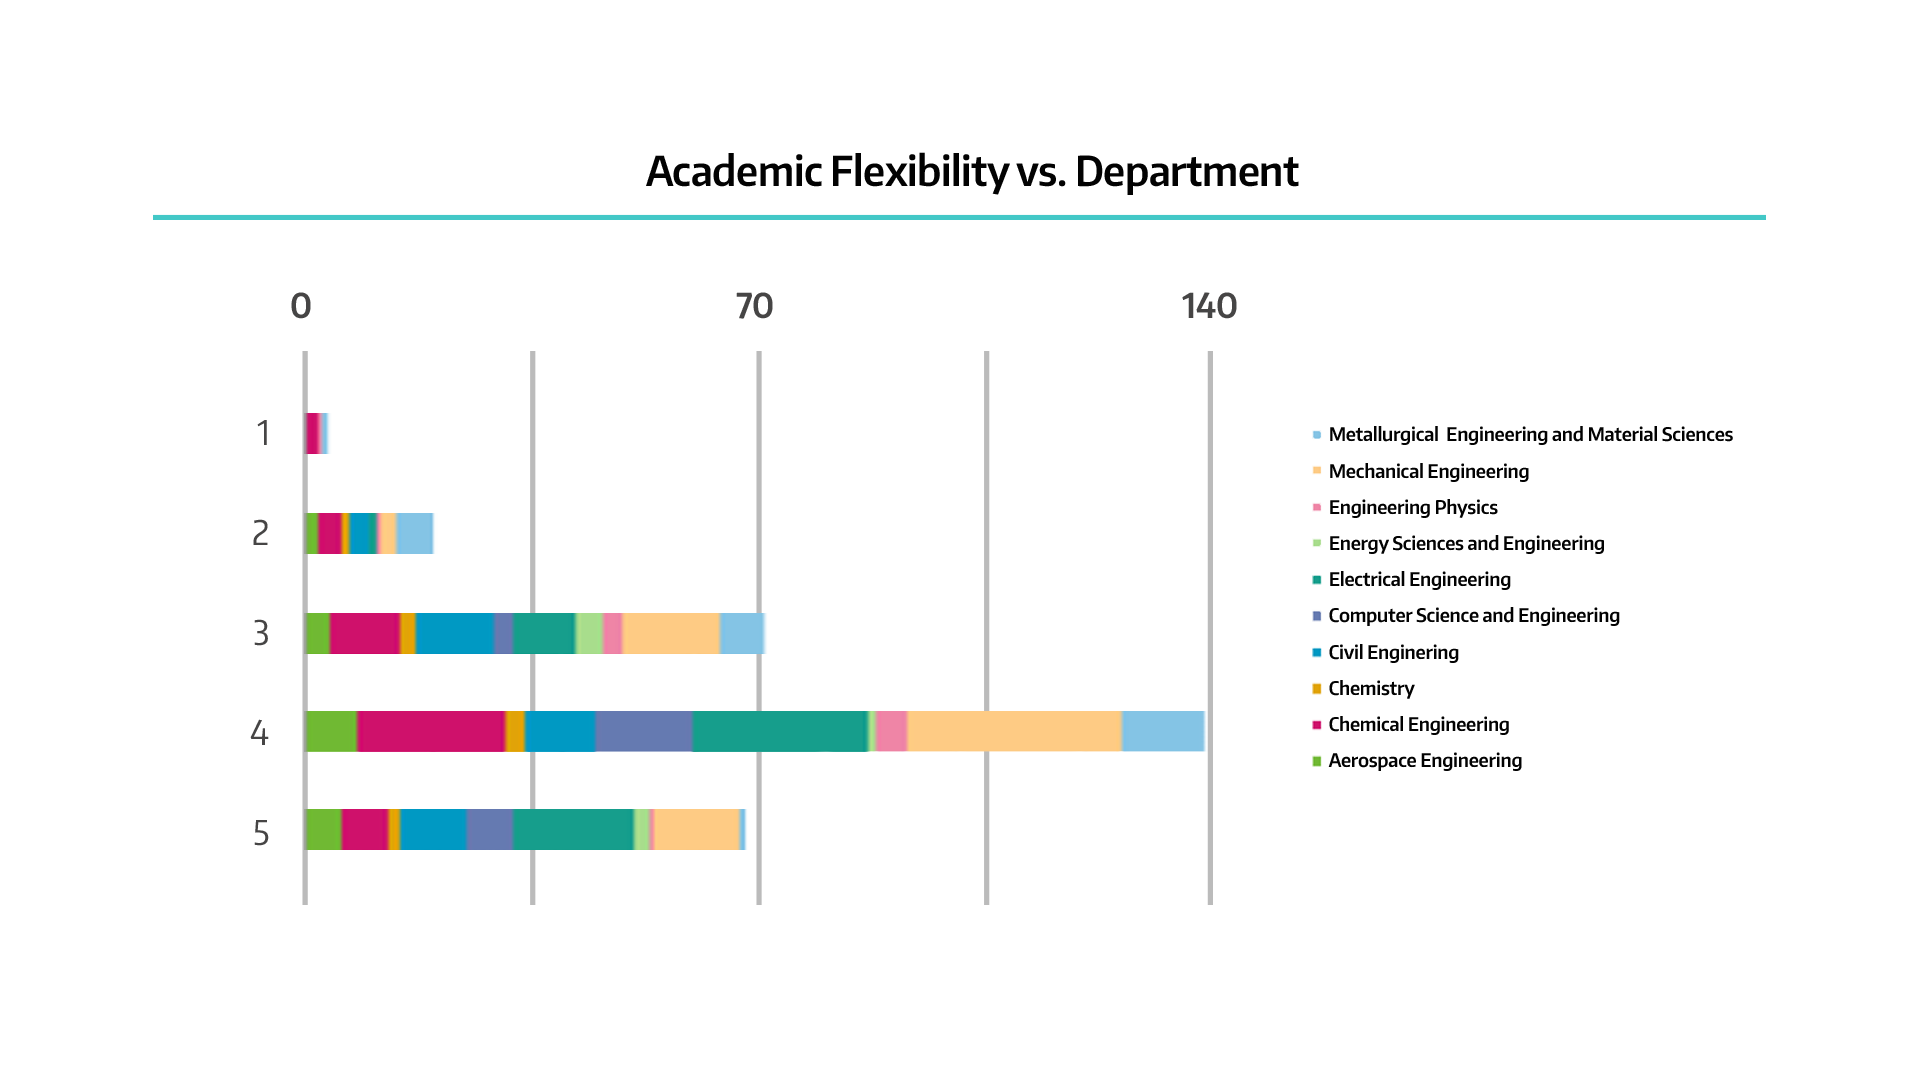 Academic Flexibility vs. Department
0 70 140
1
2
3
4
5
Metallurgical  Engineering and Material Sciences
Mechanical Engineering
Engineering Physics
Energy Sciences and Engineering
Electrical Engineering
Computer Science and Engineering
Civil Enginering
Chemistry
Chemical Engineering
Aerospace Engineering